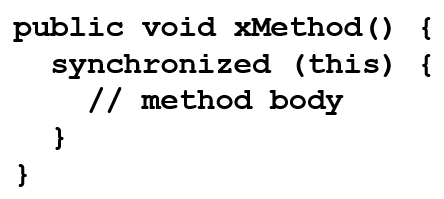 public void xMethod() {
  synchronized (this) {
    // method body
  }
}